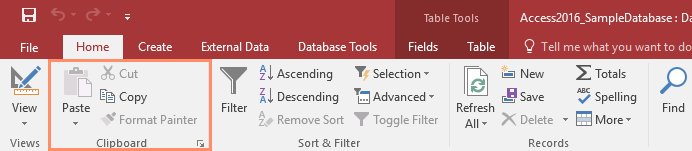 Table Tools
Access2016_SampleDatabase : Da
File
Home
Create
External Data
Database Tools
Fields
Table
Tell me what you want to do
View
Paste
Cut
Copy
Format Painter
Filter
Ascending
Descending
Remove Sort
Selection
Advanced
Toggle Filter
Refresh
All
New
Save
Delete
Totals
Spelling
More
Find
Views
Clipboard
Sort & Filter
Records